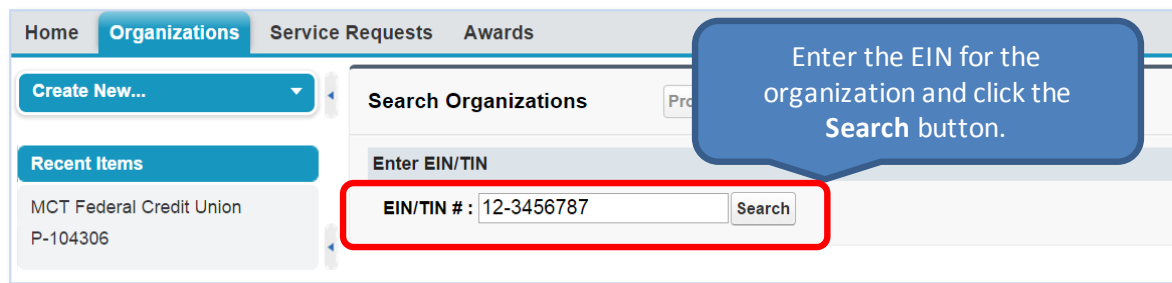 Home Organizations Service Requests Awards
Enter the EIN for the
organization and click the
Search button.
Create New...
Search Organizations
Recent Items
Enter EIN/TIN
MCT Federal Credit Union
EIN/TIN # : 12-3456787 Search
P-104306